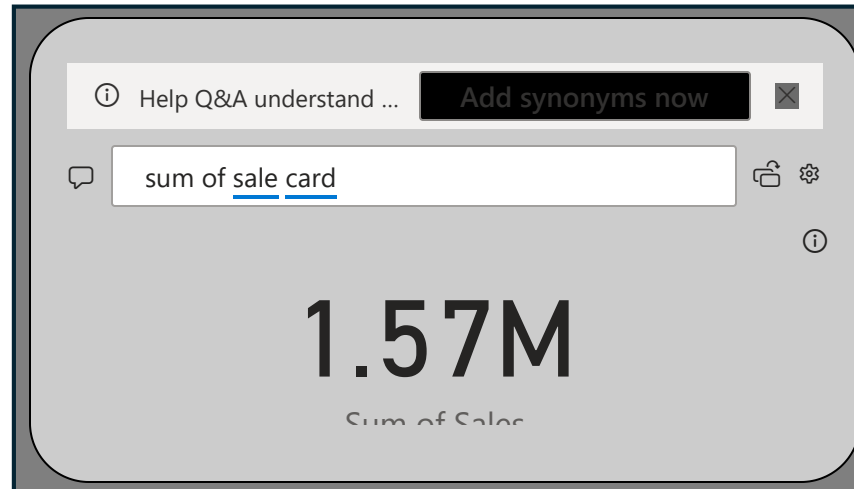 Help Q&A understand ... Add synonyms now
sum of sale card
1.57M
Sum of Sales